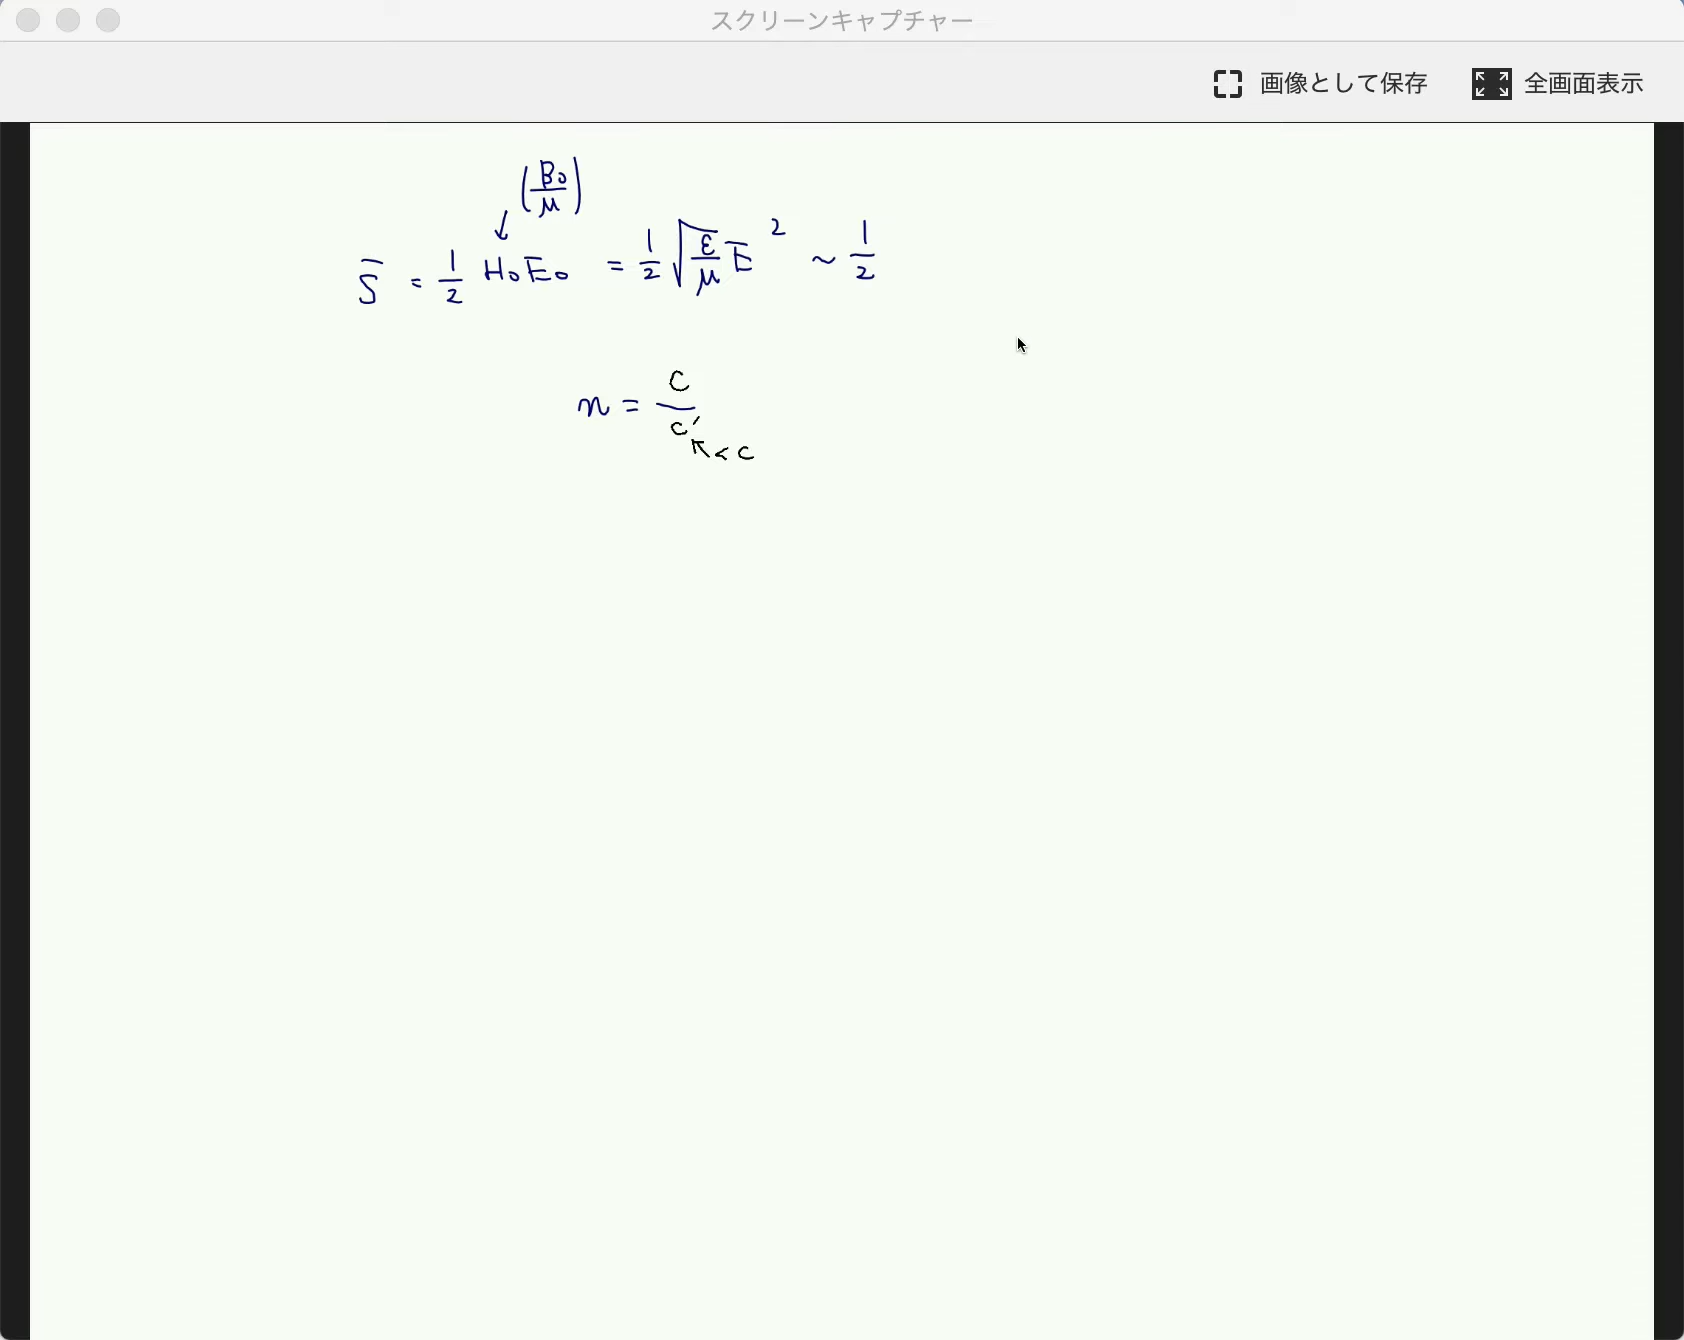 スクリーンキャプチャー
画像として保存 全画面表示
(B₀/μ)
↙
S̄ = 1/2 H₀E₀ = 1/2 √(ε/μ) E² ~ 1/2
n = c/c'
↖ < c